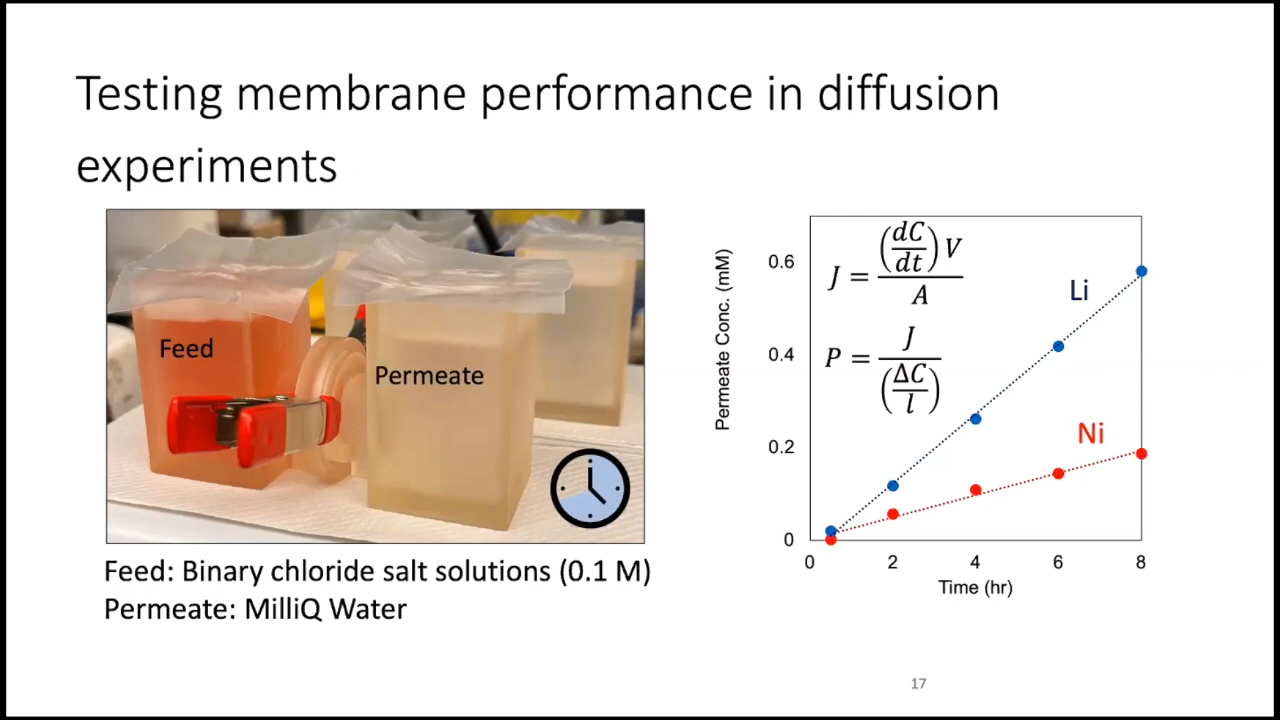 Testing membrane performance in diffusion
experiments
Feed
Permeate
Feed: Binary chloride salt solutions (0.1 M)
Permeate: MilliQ Water
J = (dC/dt) V / A
P = J / (ΔC/l)
Li
Ni
Permeate Conc. (mM)
0.6
0.4
0.2
0
0 2 4 6 8
Time (hr)
17